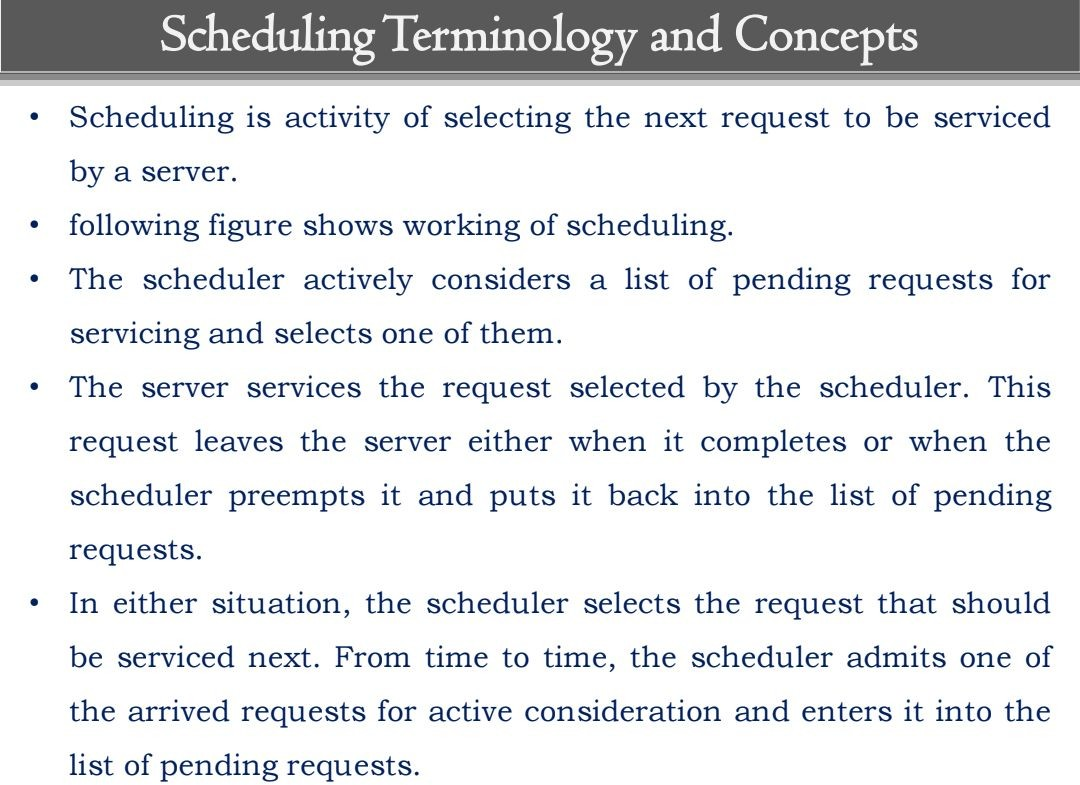 Scheduling Terminology and Concepts
• Scheduling is activity of selecting the next request to be serviced
by a server.
• following figure shows working of scheduling.
• The scheduler actively considers a list of pending requests for
servicing and selects one of them.
• The server services the request selected by the scheduler. This
request leaves the server either when it completes or when the
scheduler preempts it and puts it back into the list of pending
requests.
• In either situation, the scheduler selects the request that should
be serviced next. From time to time, the scheduler admits one of
the arrived requests for active consideration and enters it into the
list of pending requests.